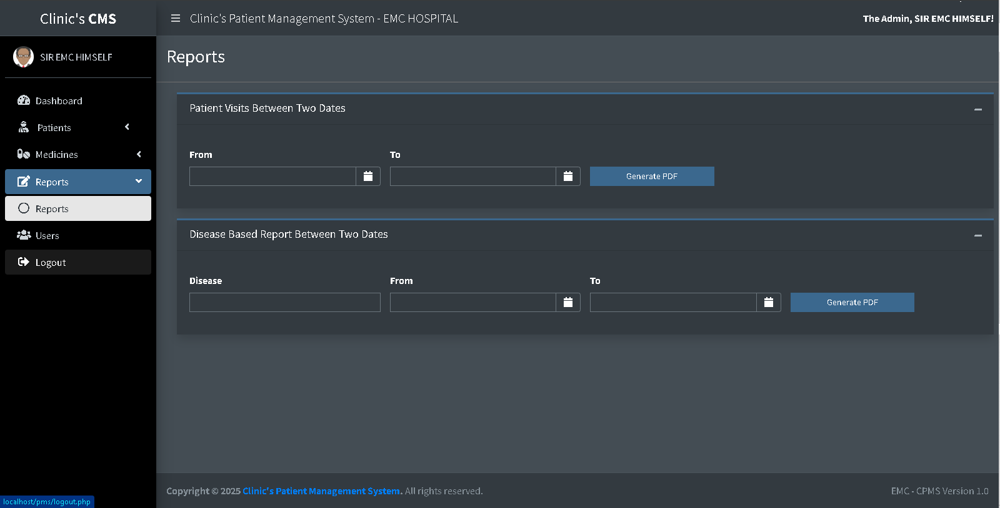 Clinic's CMS
Clinic's Patient Management System - EMC HOSPITAL
The Admin, SIR EMC HIMSELF!
SIR EMC HIMSELF
Dashboard
Patients
Medicines
Reports
Reports
Users
Logout
Reports
Patient Visits Between Two Dates
From
To
Generate PDF
Disease Based Report Between Two Dates
Disease
From
To
Generate PDF
Copyright © 2025 Clinic's Patient Management System. All rights reserved.
EMC - CPMS Version 1.0
localhost/pms/logout.php